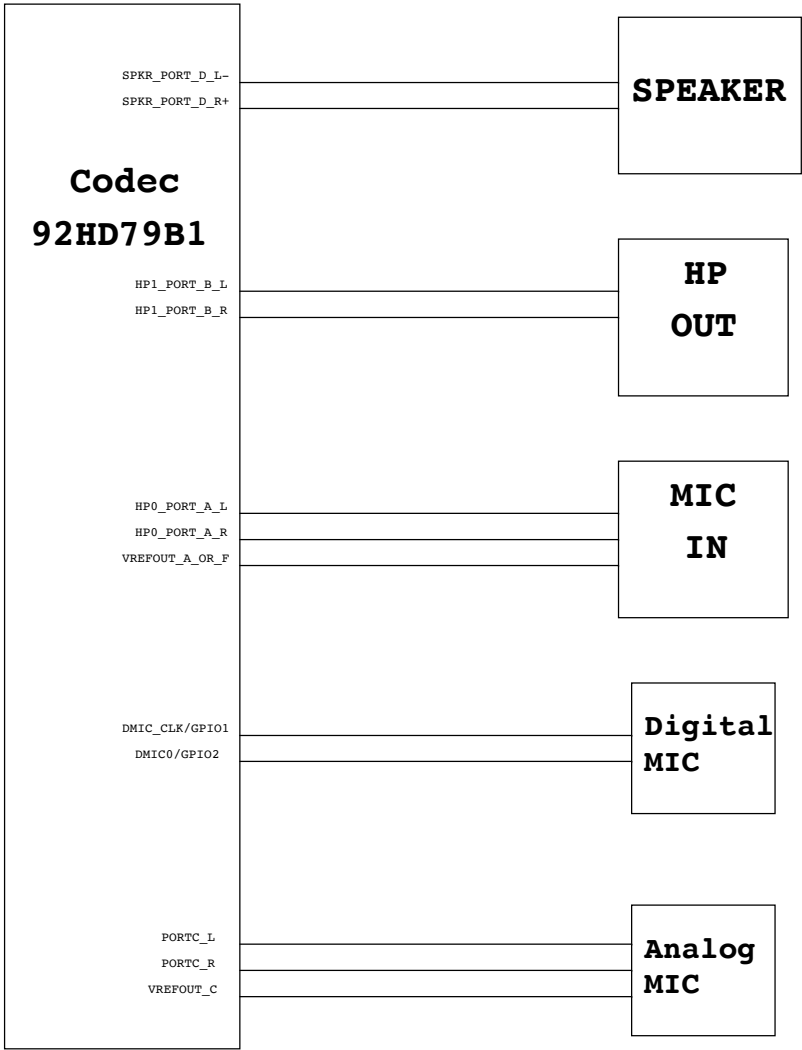 SPKR_PORT_D_L-
SPKR_PORT_D_R+
SPEAKER
Codec
92HD79B1
HP1_PORT_B_L
HP1_PORT_B_R
HP
OUT
HP0_PORT_A_L
HP0_PORT_A_R
VREFOUT_A_OR_F
MIC
IN
DMIC_CLK/GPIO1
DMIC0/GPIO2
Digital
MIC
PORTC_L
PORTC_R
VREFOUT_C
Analog
MIC